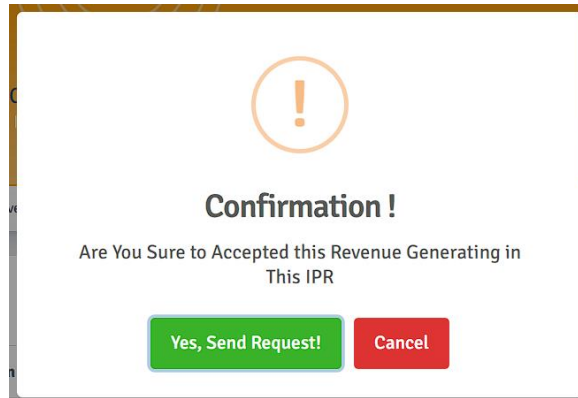 !
Confirmation !
Are You Sure to Accepted this Revenue Generating in
This IPR
Yes, Send Request!
Cancel